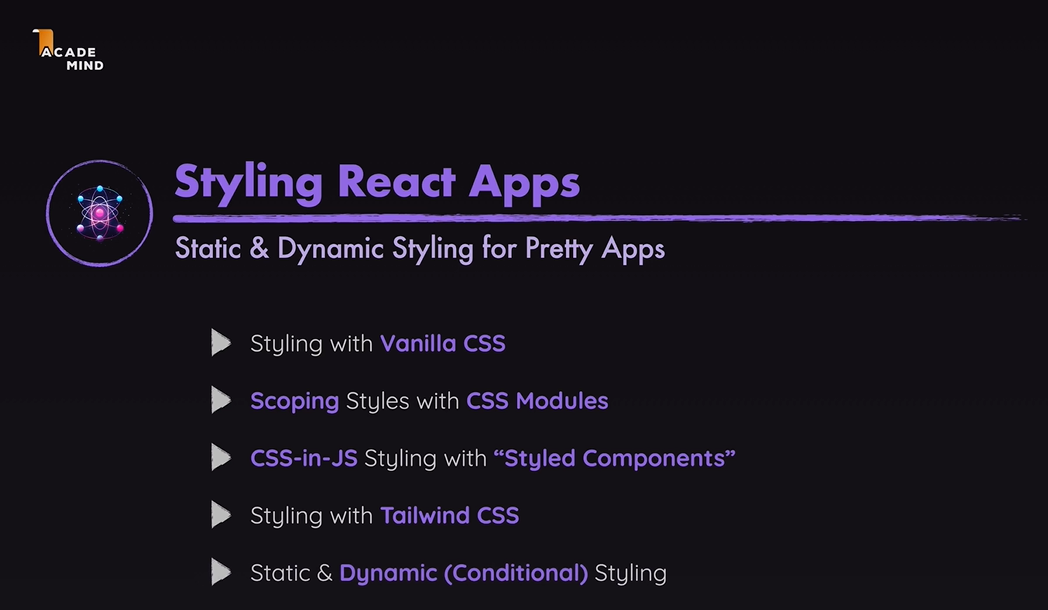 ACADE
MIND
Styling React Apps
Static & Dynamic Styling for Pretty Apps
Styling with Vanilla CSS
Scoping Styles with CSS Modules
CSS-in-JS Styling with “Styled Components”
Styling with Tailwind CSS
Static & Dynamic (Conditional) Styling